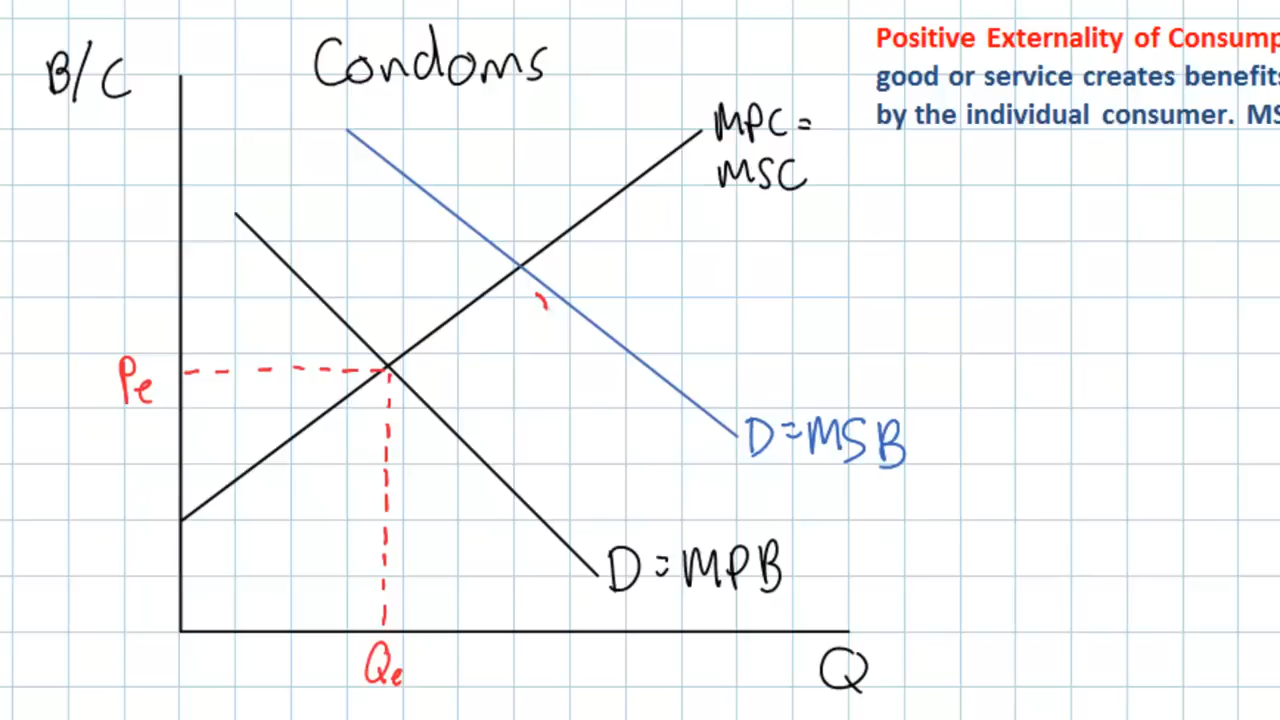 B/C
Condoms
Positive Externality of Consump
good or service creates benefits
by the individual consumer. MS
MPC =
MSC
Pe
D=MSB
D=MPB
Qe
Q